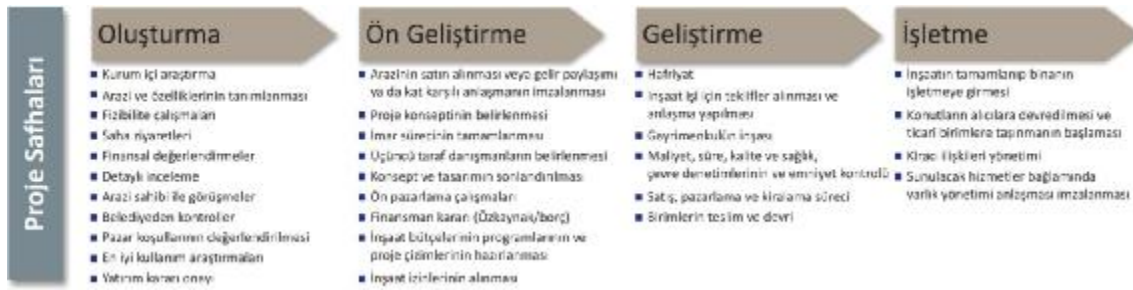 Proje Safhaları
Oluşturma
Kurum içi araştırma
Arazi ve özelliklerinin tanımlanması
Fizibilite çalışmaları
Saha ziyaretleri
Finansal değerlendirmeler
Detaylı inceleme
Arazi sahibi ile görüşmeler
Belediyeden kontroller
Pazar koşullarının değerlendirilmesi
En iyi kullanım araştırmaları
Yatırım kararı onayı
Ön Geliştirme
Arazinin satın alınması veya gelir paylaşımı
ya da kat karşılı anlaşmanın imzalanması
Proje konseptinin belirlenmesi
İmar sürecinin tamamlanması
Üçüncü taraf danışmanların belirlenmesi
Konsept ve tasarımın sonlandırılması
Ön pazarlama çalışmaları
Finansman kararı (Özkaynak/borç)
İnşaat bütçelerinin programlarının ve
proje çizimlerinin hazırlanması
İnşaat izinlerinin alınması
Geliştirme
Hafriyat
İnşaat işi için teklifler alınması ve
anlaşma yapılması
Gayrimenkulün inşası
Maliyet, süre, kalite ve sağlık,
çevre denetimlerinin ve emniyet kontrolü
Satış, pazarlama ve kiralama süreci
Birimlerin teslim ve devri
İşletme
İnşaatın tamamlanıp binanın
işletmeye girmesi
Konutların alıcılara devredilmesi ve
ticari birimlere taşınmanın başlaması
Kiracı ilişkileri yönetimi
Sunulacak hizmetler bağlamında
varlık yönetimi anlaşması imzalanması